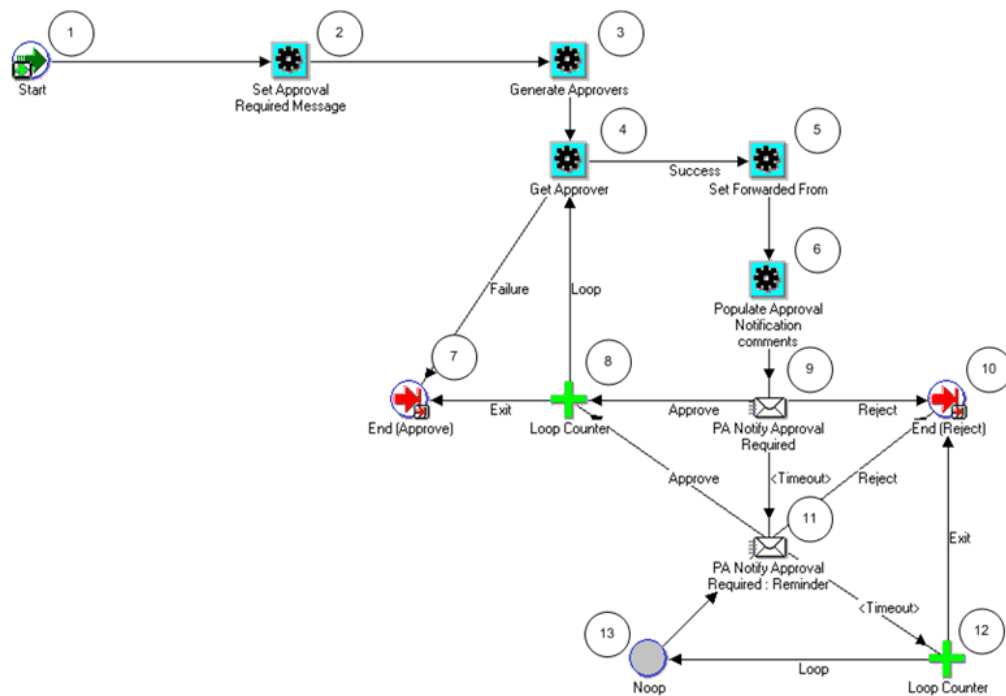 1
2
3
Start
Set Approval
Required Message
Generate Approvers
4
5
Success
Get Approver
Set Forwarded From
6
Failure
Loop
Populate Approval
Notification
comments
7
8
9
10
Exit
Approve
Reject
End (Approve)
Loop Counter
PA Notify Approval
Required
End (Reject)
Approve
<Timeout>
Reject
11
Exit
PA Notify Approval
Required : Reminder
<Timeout>
12
13
Loop
Noop
Loop Counter